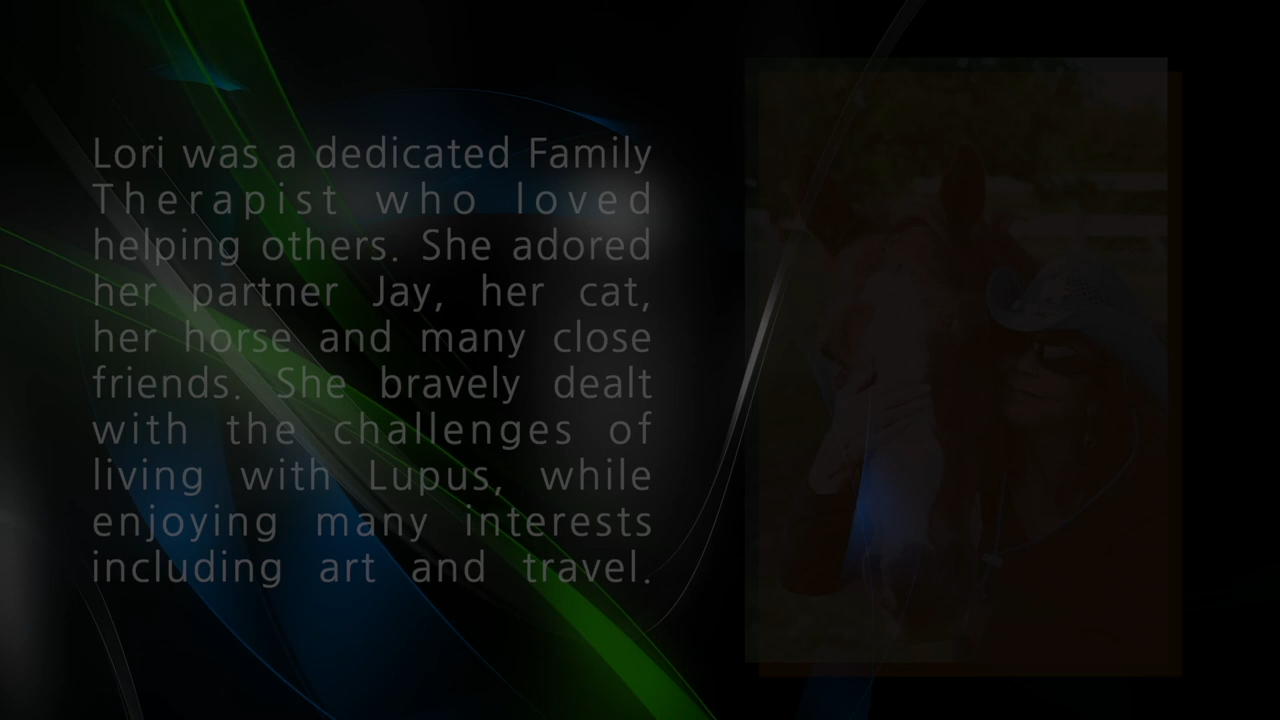 Lori was a dedicated Family
Therapist who loved
helping others. She adored
her partner Jay, her cat,
her horse and many close
friends. She bravely dealt
with the challenges of
living with Lupus, while
enjoying many interests
including art and travel.